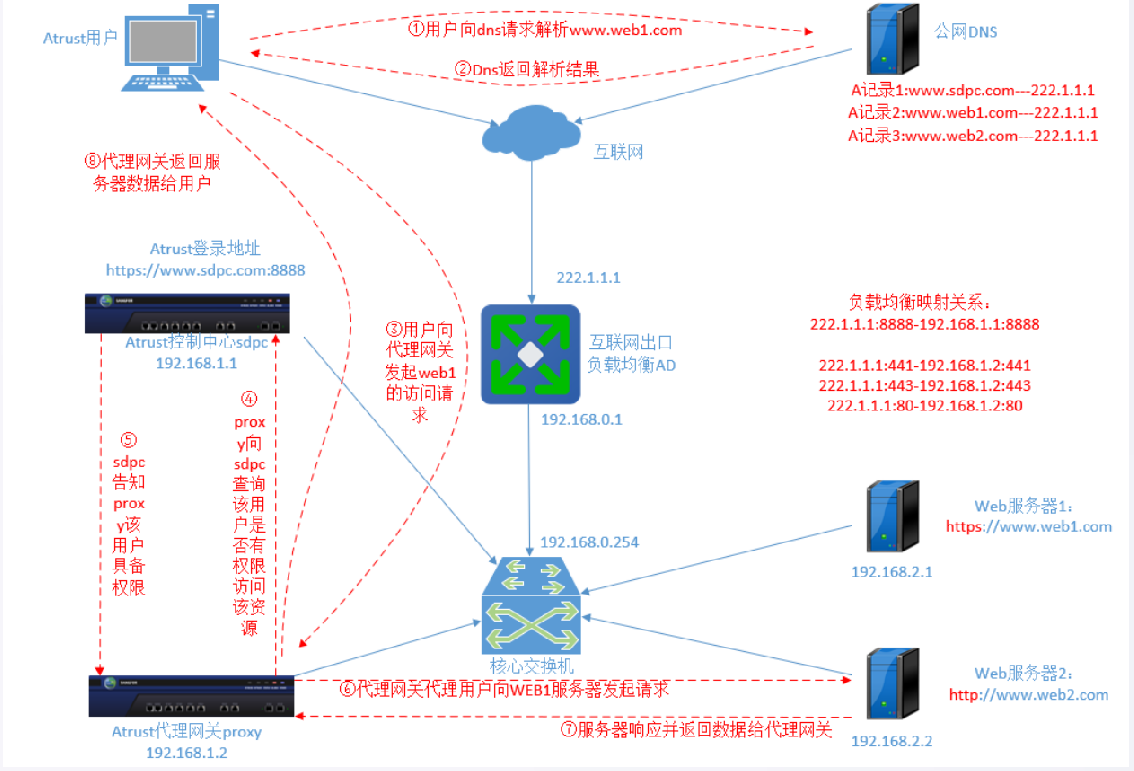 Atrust用户
①用户向dns请求解析www.web1.com
②Dns返回解析结果
公网DNS
A记录1:www.sdpc.com---222.1.1.1
A记录2:www.web1.com---222.1.1.1
A记录3:www.web2.com---222.1.1.1
互联网
⑧代理网关返回服
务器数据给用户
Atrust登录地址
https://www.sdpc.com:8888
Atrust控制中心sdpc
192.168.1.1
③用户向
代理网关
发起web1
的访问请
求
222.1.1.1
互联网出口
负载均衡AD
192.168.0.1
负载均衡映射关系：
222.1.1.1:8888-192.168.1.1:8888
222.1.1.1:441-192.168.1.2:441
222.1.1.1:443-192.168.1.2:443
222.1.1.1:80-192.168.1.2:80
④
prox
y向
sdpc
查询
该用
户是
否有
权限
访问
该资
源
⑤
sdpc
告知
prox
y该
用户
具备
权限
192.168.0.254
核心交换机
Web服务器1：
https://www.web1.com
192.168.2.1
⑥代理网关代理用户向WEB1服务器发起请求
⑦服务器响应并返回数据给代理网关
Atrust代理网关proxy
192.168.1.2
Web服务器2：
http://www.web2.com
192.168.2.2